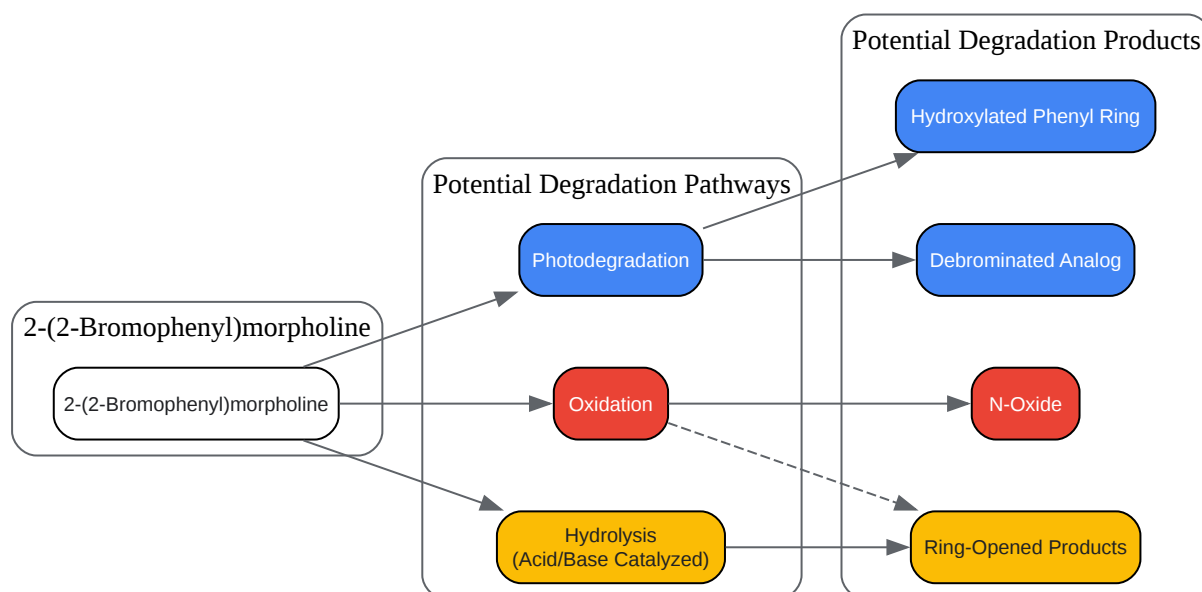 2-(2-Bromophenyl)morpholine
2-(2-Bromophenyl)morpholine
Potential Degradation Pathways
Photodegradation
Oxidation
Hydrolysis
(Acid/Base Catalyzed)
Potential Degradation Products
Hydroxylated Phenyl Ring
Debrominated Analog
N-Oxide
Ring-Opened Products